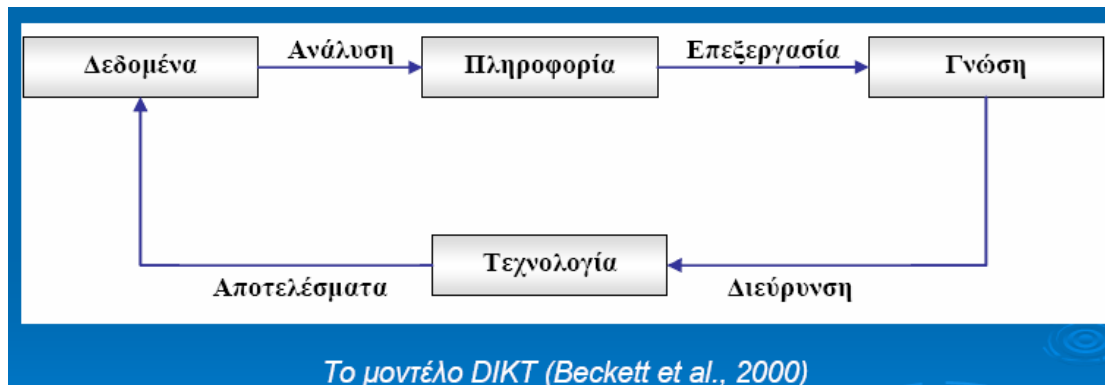 Δεδομένα
Ανάλυση
Πληροφορία
Επεξεργασία
Γνώση
Διεύρυνση
Τεχνολογία
Αποτελέσματα
Το μοντέλο DIKT (Beckett et al., 2000)